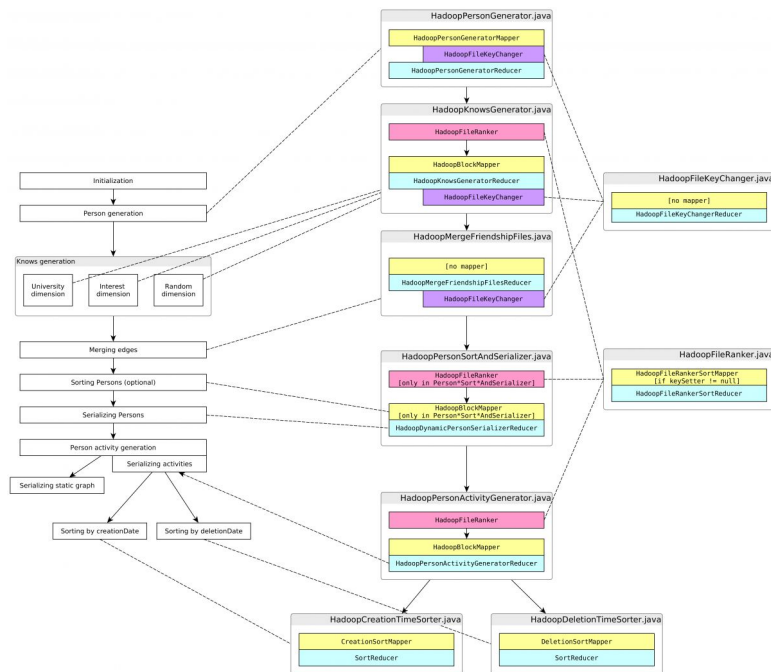 HadoopPersonGenerator.java
HadoopPersonGeneratorMapper
HadoopFileKeyChanger
HadoopPersonGeneratorReducer
HadoopKnowsGenerator.java
HadoopFileRanker
HadoopBlockMapper
HadoopKnowsGeneratorReducer
HadoopFileKeyChanger
HadoopMergeFriendshipFiles.java
[no mapper]
HadoopMergeFriendshipFilesReducer
HadoopFileKeyChanger
HadoopPersonSortAndSerializer.java
HadoopFileRanker
[only in Person*Sort*AndSerializer]
HadoopBlockMapper
[only in Person*Sort*AndSerializer]
HadoopDynamicPersonSerializerReducer
HadoopPersonActivityGenerator.java
HadoopFileRanker
HadoopBlockMapper
HadoopPersonActivityGeneratorReducer
HadoopCreationTimeSorter.java
CreationSortMapper
SortReducer
HadoopDeletionTimeSorter.java
DeletionSortMapper
SortReducer
HadoopFileKeyChanger.java
[no mapper]
HadoopFileKeyChangerReducer
HadoopFileRanker.java
HadoopFileRankerSortMapper
[if keySetter != null]
HadoopFileRankerSortReducer
Initialization
Person generation
Knows generation
University
dimension
Interest
dimension
Random
dimension
Merging edges
Sorting Persons (optional)
Serializing Persons
Person activity generation
Serializing activities
Serializing static graph
Sorting by creationDate
Sorting by deletionDate